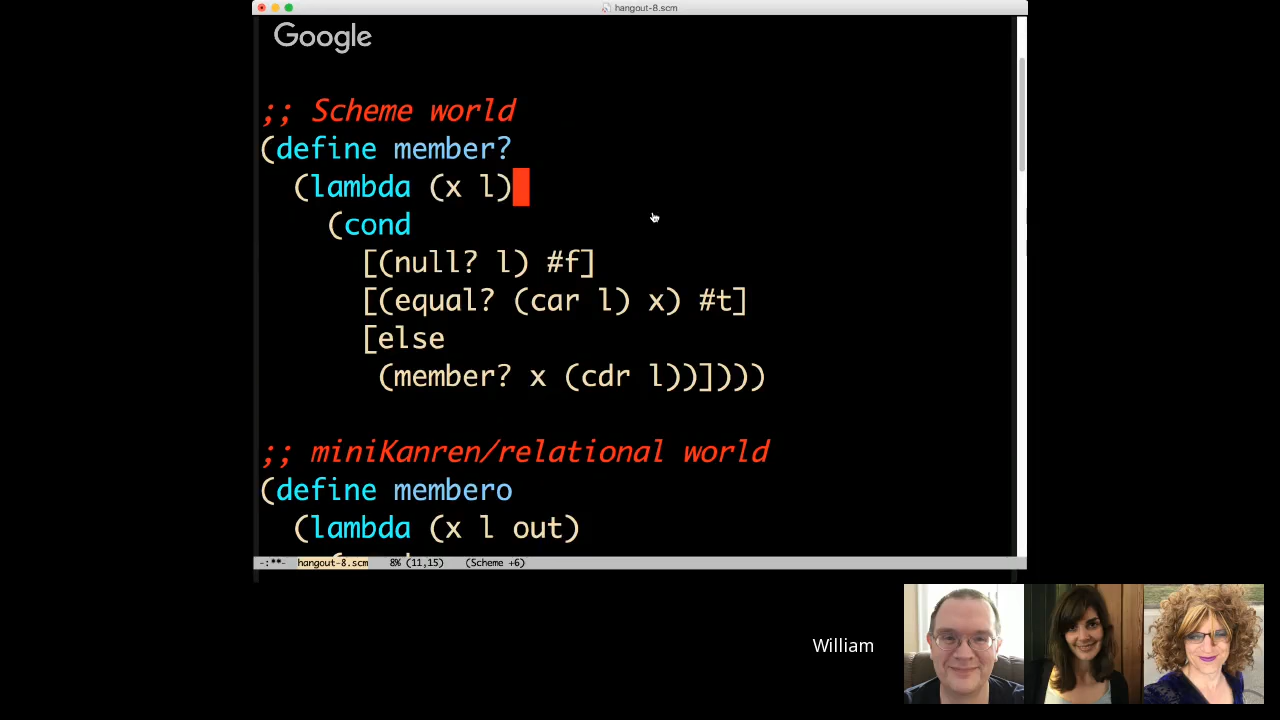 hangout-8.scm
Google
;; Scheme world
(define member?
(lambda (x l)
(cond
[(null? l) #f]
[(equal? (car l) x) #t]
[else
(member? x (cdr l))])))
;; miniKanren/relational world
(define membero
(lambda (x l out)
-:**- hangout-8.scm 8% (11,15) (Scheme +6)
William